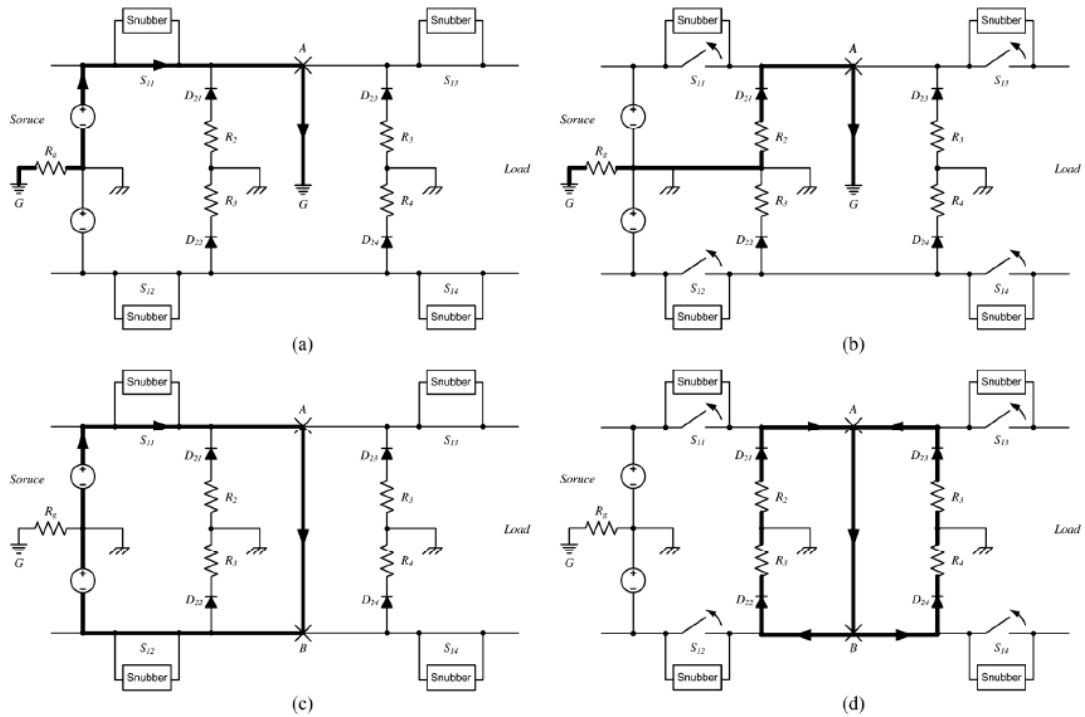 Snubber Snubber
A
S11 S13
D21 D23
Soruce R2 R3
Rg Load
G G
R3 R4
D22 D24
S12 S14
Snubber Snubber
(a)
Snubber Snubber
A
S11 S13
D21 D23
Soruce R2 R3
Rg Load
G G
R3 R4
D22 D24
S12 S14
Snubber Snubber
(b)
Snubber Snubber
A
S11 S13
D21 D23
Soruce R2 R3
Rg Load
G
R3 R4
D22 D24
B
S12 S14
Snubber Snubber
(c)
Snubber Snubber
A
S11 S13
D21 D23
Soruce R2 R3
Rg Load
G
R3 R4
D22 D24
B
S12 S14
Snubber Snubber
(d)